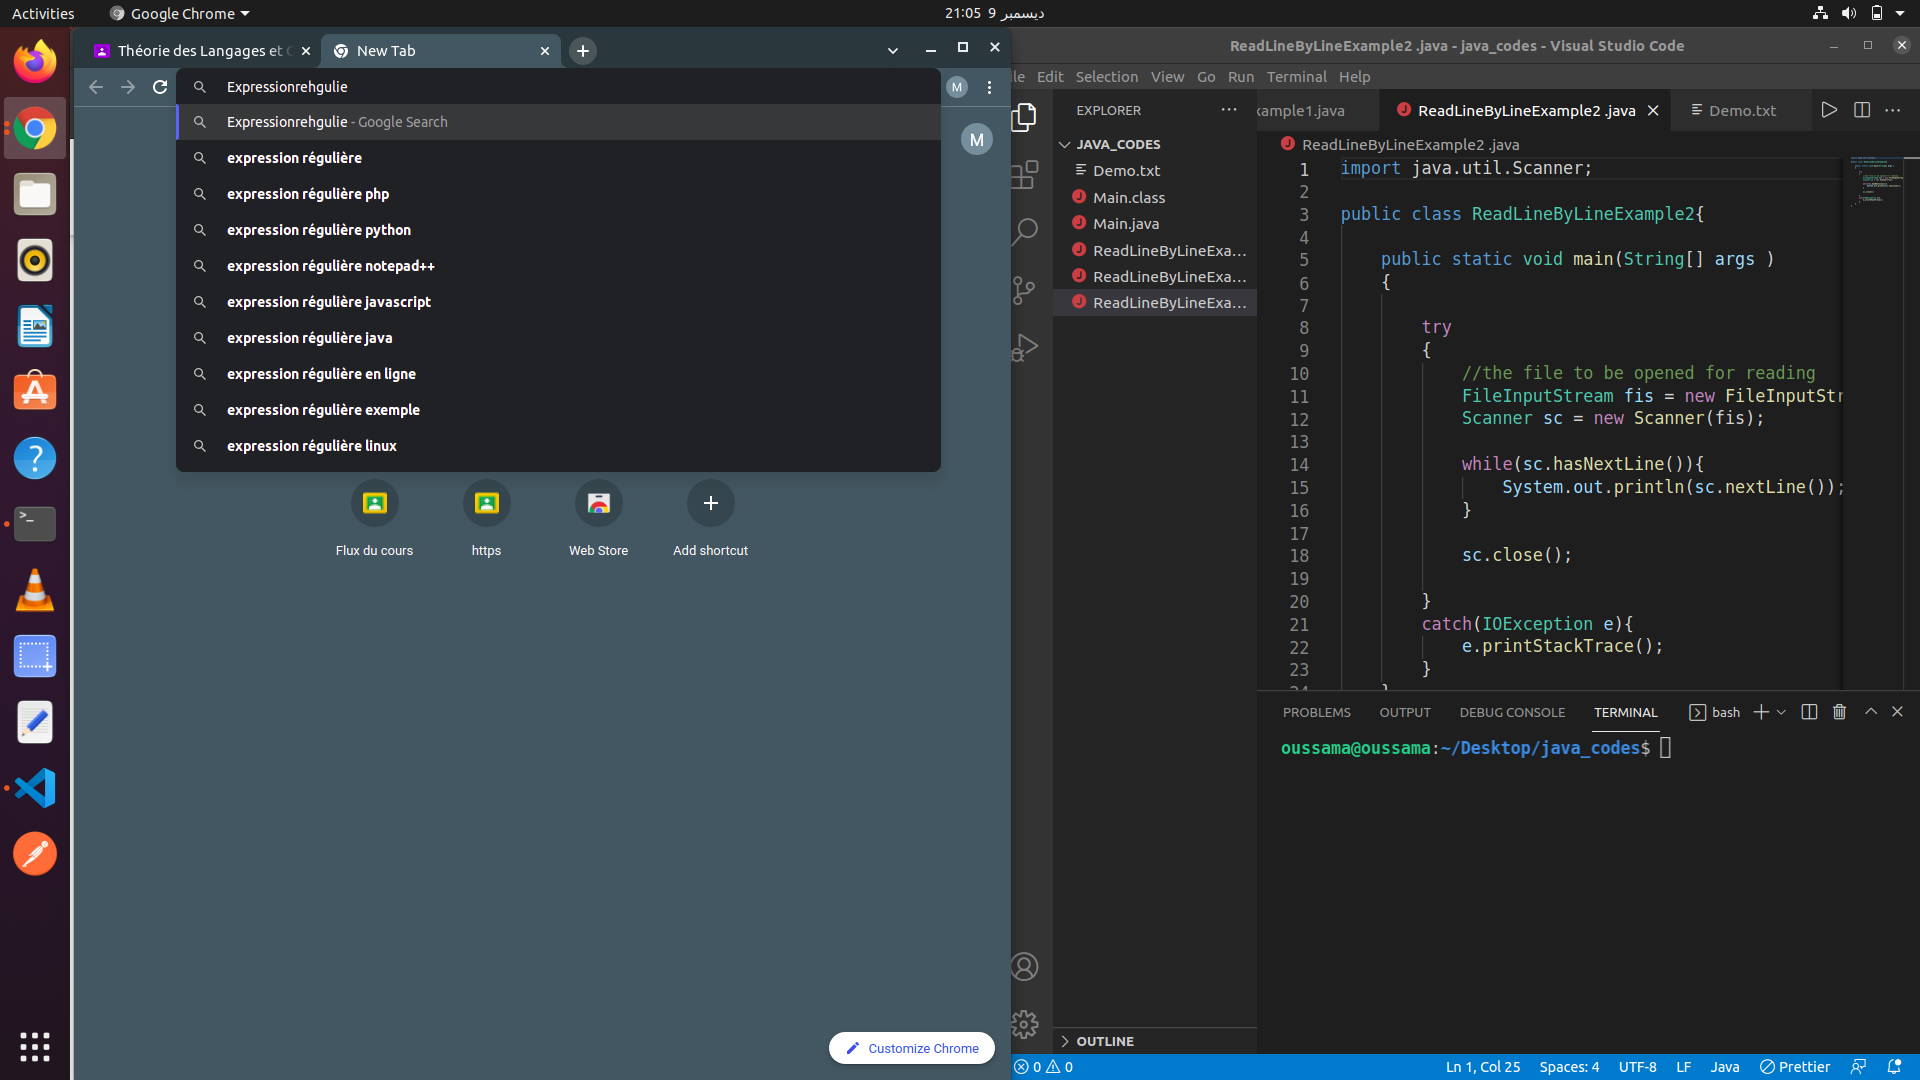 Activities
Google Chrome
21:05 9 ديسمبر
Théorie des Langages et
New Tab
Expressionrehgulie
M
Expressionrehgulie - Google Search
M
expression régulière
expression régulière php
expression régulière python
expression régulière notepad++
expression régulière javascript
expression régulière java
expression régulière en ligne
expression régulière exemple
expression régulière linux
Flux du cours
https
Web Store
Add shortcut
Customize Chrome
ReadLineByLineExample2 .java - java_codes - Visual Studio Code
le Edit Selection View Go Run Terminal Help
EXPLORER
xample1.java
ReadLineByLineExample2 .java
Demo.txt
JAVA_CODES
Demo.txt
Main.class
Main.java
ReadLineByLineExa...
ReadLineByLineExa...
ReadLineByLineExa...
OUTLINE
ReadLineByLineExample2 .java
1 import java.util.Scanner;
2
3 public class ReadLineByLineExample2{
4
5 public static void main(String[] args )
6 {
7
8 try
9 {
10 //the file to be opened for reading
11 FileInputStream fis = new FileInputStr
12 Scanner sc = new Scanner(fis);
13
14 while(sc.hasNextLine()){
15 System.out.println(sc.nextLine());
16 }
17
18 sc.close();
19
20 }
21 catch(IOException e){
22 e.printStackTrace();
23 }
24 }
PROBLEMS OUTPUT DEBUG CONSOLE TERMINAL
bash
oussama@oussama:~/Desktop/java_codes$
0 0
Ln 1, Col 25
Spaces: 4
UTF-8
LF
Java
Prettier